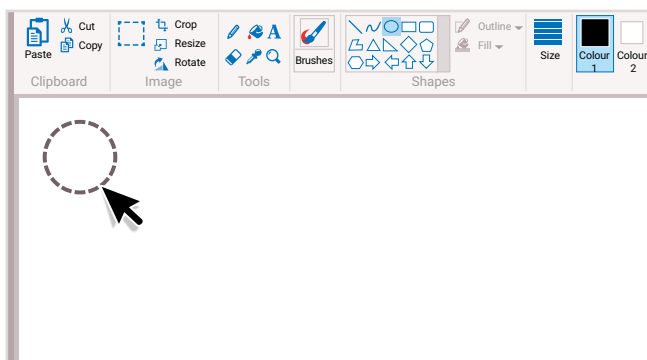 Paste
Cut
Copy
Clipboard
Crop
Resize
Rotate
Image
A
Tools
Brushes
Shapes
Outline
Fill
Size
Colour
1
Colour
2